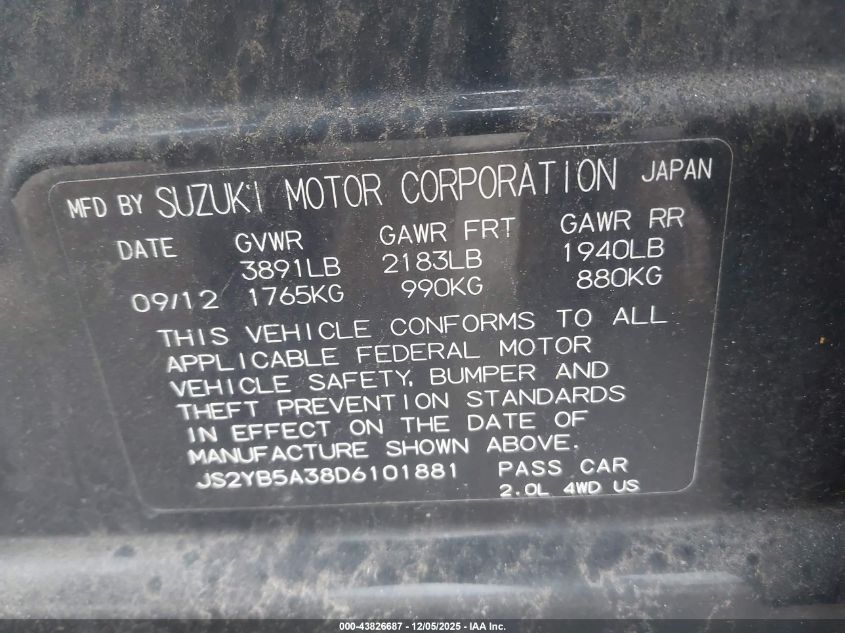 MFD BY SUZUKI MOTOR CORPORATION JAPAN
DATE GVWR GAWR FRT GAWR RR
3891LB 2183LB 1940LB
09/12 1765KG 990KG 880KG
THIS VEHICLE CONFORMS TO ALL
APPLICABLE FEDERAL MOTOR
VEHICLE SAFETY, BUMPER AND
THEFT PREVENTION STANDARDS
IN EFFECT ON THE DATE OF
MANUFACTURE SHOWN ABOVE.
JS2YB5A38D6101881 PASS CAR
2.0L 4WD US
000-43826687 - 12/05/2025 - IAA Inc.